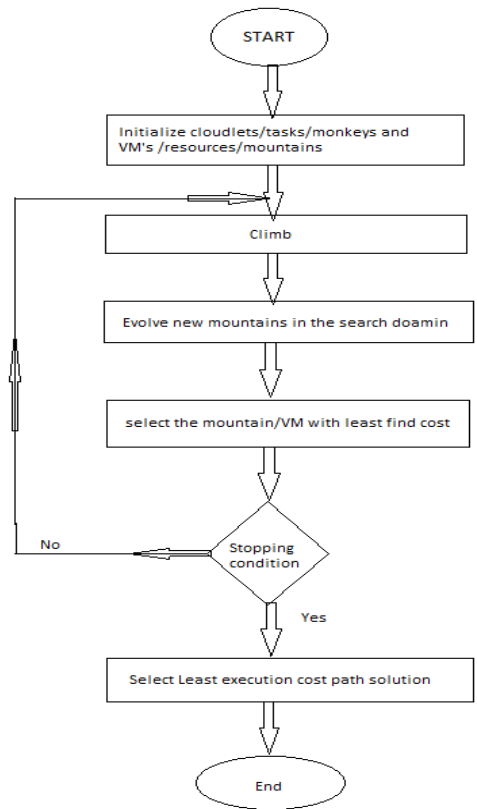 START
Initialize cloudlets/tasks/monkeys and
VM's /resources/mountains
Climb
Evolve new mountains in the search doamin
select the mountain/VM with least find cost
Stopping
condition
No
Yes
Select Least execution cost path solution
End